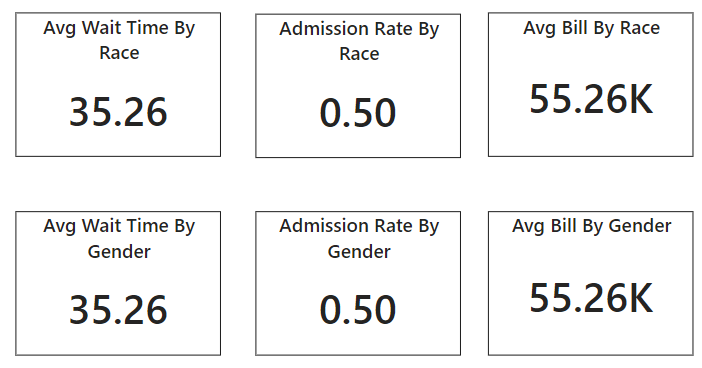 Avg Wait Time By
Race
35.26
Admission Rate By
Race
0.50
Avg Bill By Race
55.26K
Avg Wait Time By
Gender
35.26
Admission Rate By
Gender
0.50
Avg Bill By Gender
55.26K